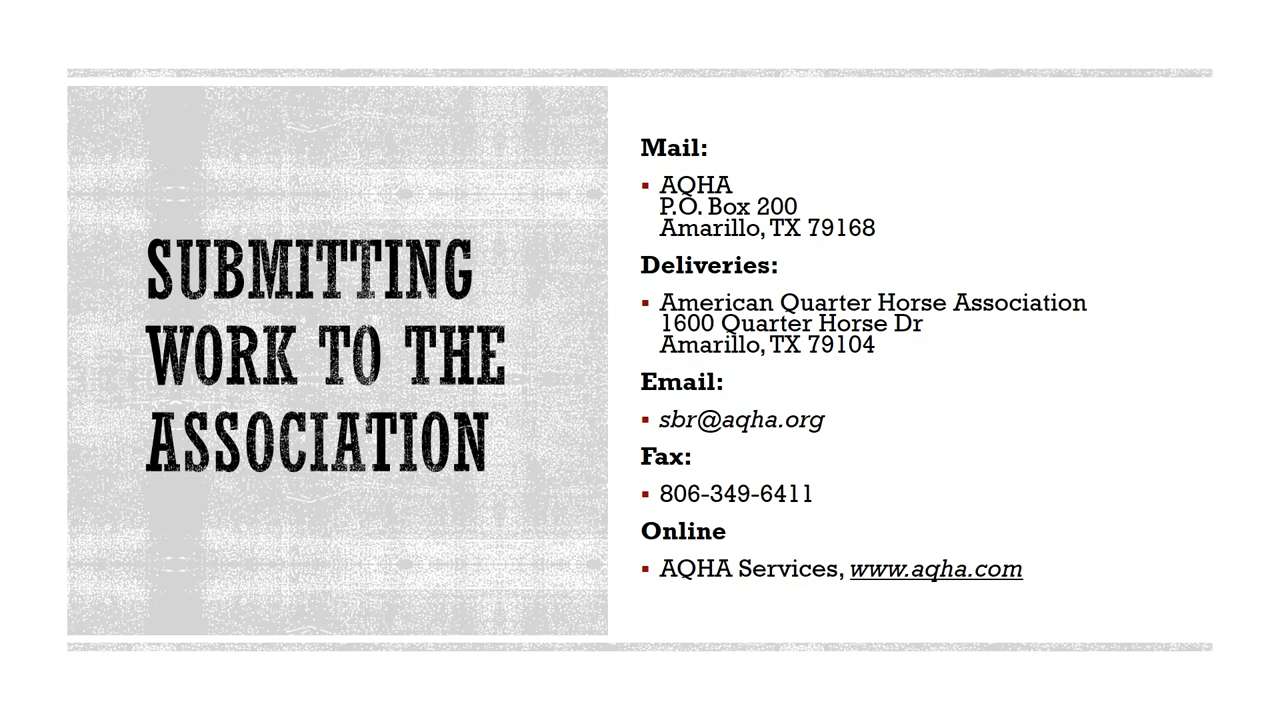 SUBMITTING
WORK TO THE
ASSOCIATION
Mail:
▪ AQHA
P.O. Box 200
Amarillo, TX 79168
Deliveries:
▪ American Quarter Horse Association
1600 Quarter Horse Dr
Amarillo, TX 79104
Email:
▪ sbr@aqha.org
Fax:
▪ 806-349-6411
Online
▪ AQHA Services, www.aqha.com